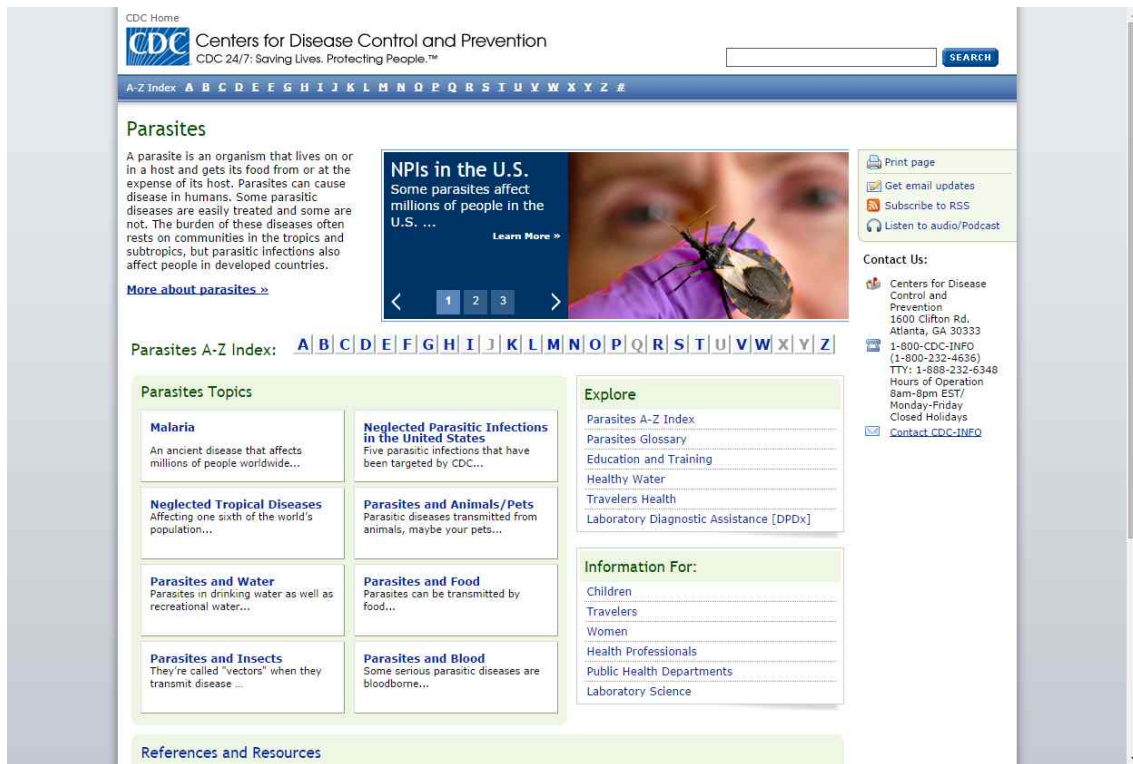 CDC Home
CDC
Centers for Disease Control and Prevention
CDC 24/7: Saving Lives. Protecting People.™
SEARCH
A-Z Index A B C D E F G H I J K L M N O P Q R S T U V W X Y Z #
Parasites
A parasite is an organism that lives on or
in a host and gets its food from or at the
expense of its host. Parasites can cause
disease in humans. Some parasitic
diseases are easily treated and some are
not. The burden of these diseases often
rests on communities in the tropics and
subtropics, but parasitic infections also
affect people in developed countries.
More about parasites »
NPIs in the U.S.
Some parasites affect
millions of people in the
U.S. ...
Learn More »
1 2 3
Print page
Get email updates
Subscribe to RSS
Listen to audio/Podcast
Contact Us:
Centers for Disease
Control and
Prevention
1600 Clifton Rd.
Atlanta, GA 30333
1-800-CDC-INFO
(1-800-232-4636)
TTY: 1-888-232-6348
Hours of Operation
8am-8pm EST/
Monday-Friday
Closed Holidays
Contact CDC-INFO
Parasites A-Z Index: A B C D E F G H I J K L M N O P Q R S T U V W X Y Z
Parasites Topics
Malaria
An ancient disease that affects
millions of people worldwide...
Neglected Parasitic Infections
in the United States
Five parasitic infections that have
been targeted by CDC...
Neglected Tropical Diseases
Affecting one sixth of the world's
population...
Parasites and Animals/Pets
Parasitic diseases transmitted from
animals, maybe your pets...
Parasites and Water
Parasites in drinking water as well as
recreational water...
Parasites and Food
Parasites can be transmitted by
food...
Parasites and Insects
They're called "vectors" when they
transmit disease ...
Parasites and Blood
Some serious parasitic diseases are
bloodborne...
Explore
Parasites A-Z Index
Parasites Glossary
Education and Training
Healthy Water
Travelers Health
Laboratory Diagnostic Assistance [DPDx]
Information For:
Children
Travelers
Women
Health Professionals
Public Health Departments
Laboratory Science
References and Resources